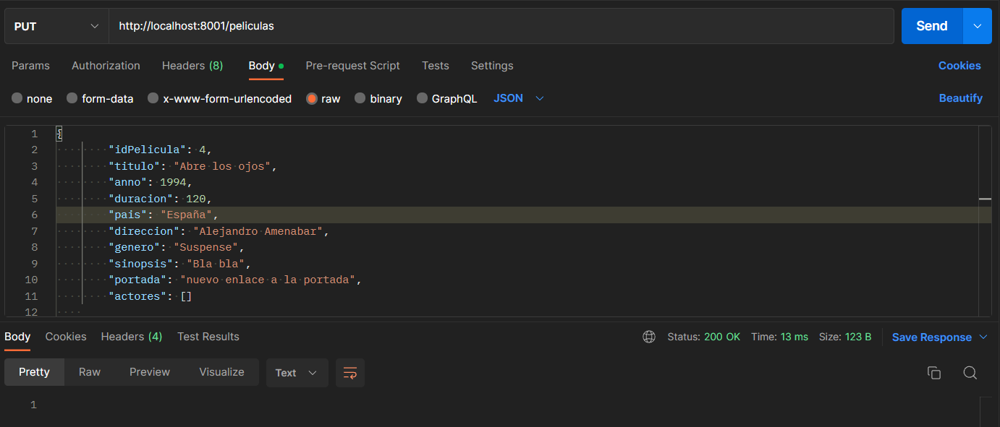 PUT http://localhost:8001/peliculas Send
Params Authorization Headers (8) Body Pre-request Script Tests Settings Cookies
none form-data x-www-form-urlencoded raw binary GraphQL JSON Beautify
1 {
2 "idPelicula": 4,
3 "titulo": "Abre los ojos",
4 "anno": 1994,
5 "duracion": 120,
6 "pais": "España",
7 "direccion": "Alejandro Amenabar",
8 "genero": "Suspense",
9 "sinopsis": "Bla bla",
10 "portada": "nuevo enlace a la portada",
11 "actores": []
12
Body Cookies Headers (4) Test Results Status: 200 OK Time: 13 ms Size: 123 B Save Response
Pretty Raw Preview Visualize Text
1